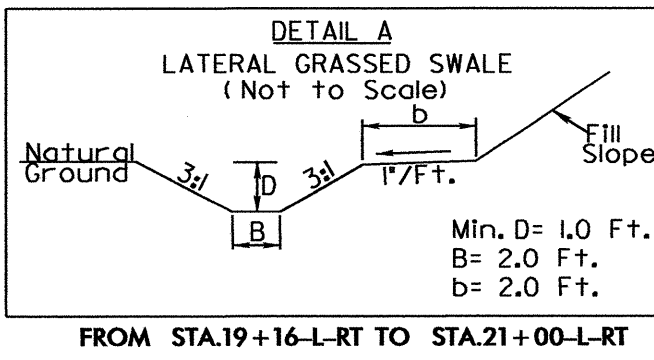 DETAIL A
LATERAL GRASSED SWALE
(Not to Scale)
b
Natural
Ground
3:1
D
3:1
1"/Ft.
Fill
Slope
B
Min. D= 1.0 Ft.
B= 2.0 Ft.
b= 2.0 Ft.
FROM STA.19+16-L-RT TO STA.21+00-L-RT